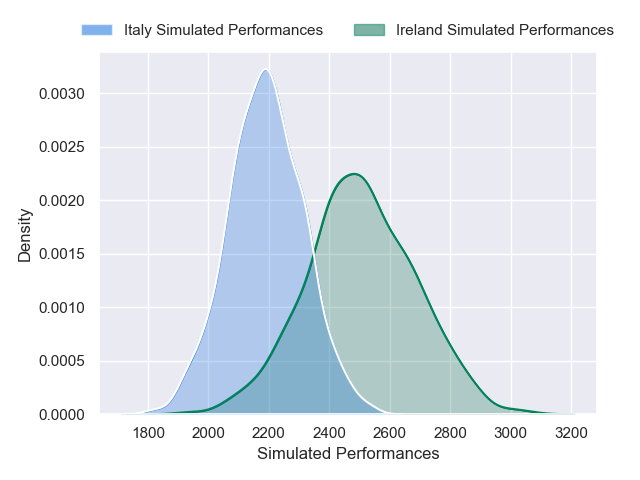 Italy Simulated Performances Ireland Simulated Performances
0.0030
0.0025
0.0020
0.0015
0.0010
0.0005
0.0000
Density
1800 2000 2200 2400 2600 2800 3000 3200
Simulated Performances